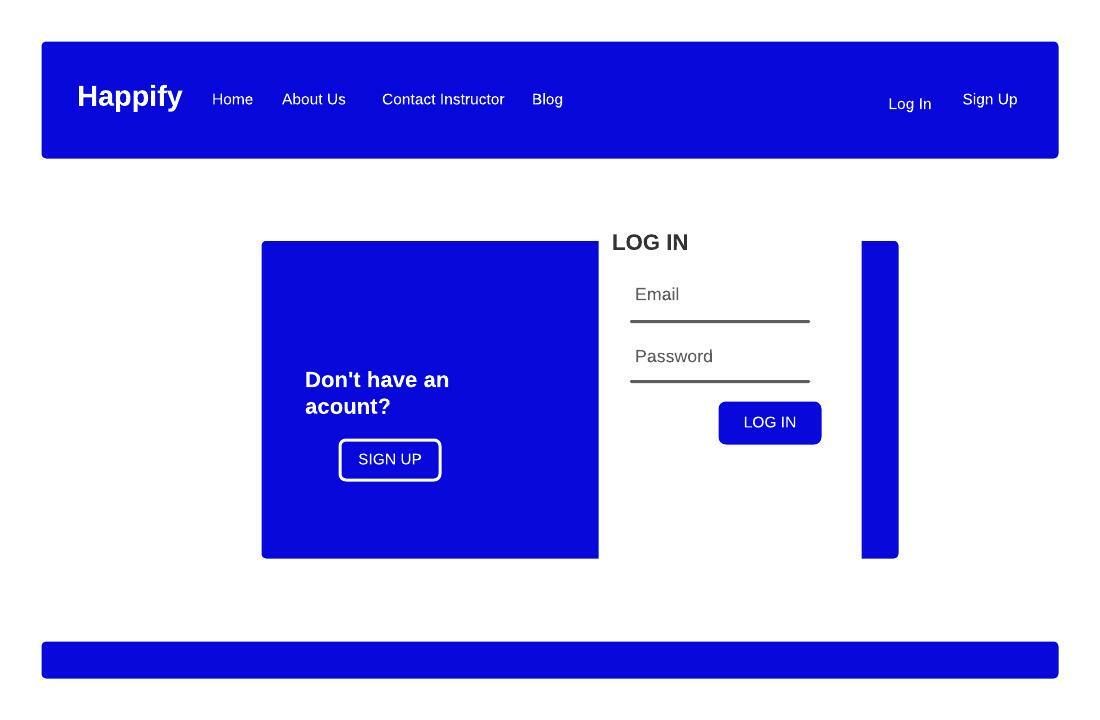 Happify Home About Us Contact Instructor Blog Log In Sign Up
LOG IN
Email
Password
LOG IN
Don't have an
acount?
SIGN UP